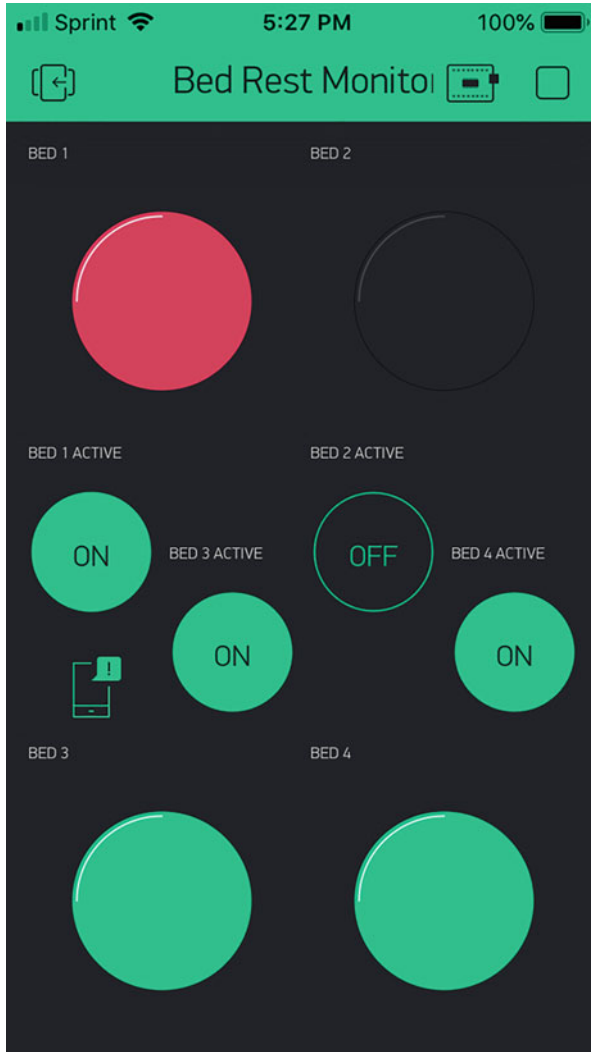 Sprint 5:27 PM 100%
Bed Rest Monitor
BED 1 BED 2
BED 1 ACTIVE BED 2 ACTIVE
ON BED 3 ACTIVE OFF BED 4 ACTIVE
ON ON
!
BED 3 BED 4